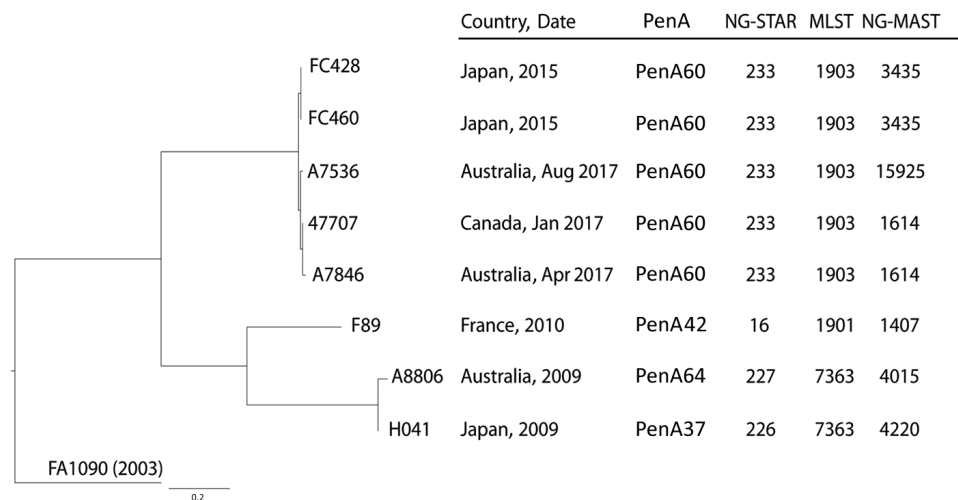 Country, Date PenA NG-STAR MLST NG-MAST
FC428 Japan, 2015 PenA60 233 1903 3435
FC460 Japan, 2015 PenA60 233 1903 3435
A7536 Australia, Aug 2017 PenA60 233 1903 15925
47707 Canada, Jan 2017 PenA60 233 1903 1614
A7846 Australia, Apr 2017 PenA60 233 1903 1614
F89 France, 2010 PenA42 16 1901 1407
A8806 Australia, 2009 PenA64 227 7363 4015
H041 Japan, 2009 PenA37 226 7363 4220
FA1090 (2003)
0.2